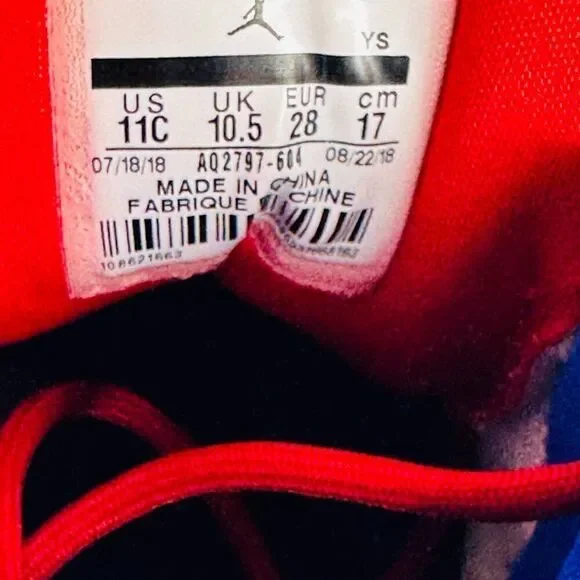 YS
US UK EUR cm
11C 10.5 28 17
07/18/18 AQ2797-604 08/22/18
MADE IN CHINA
FABRIQUE CHINE
108621663